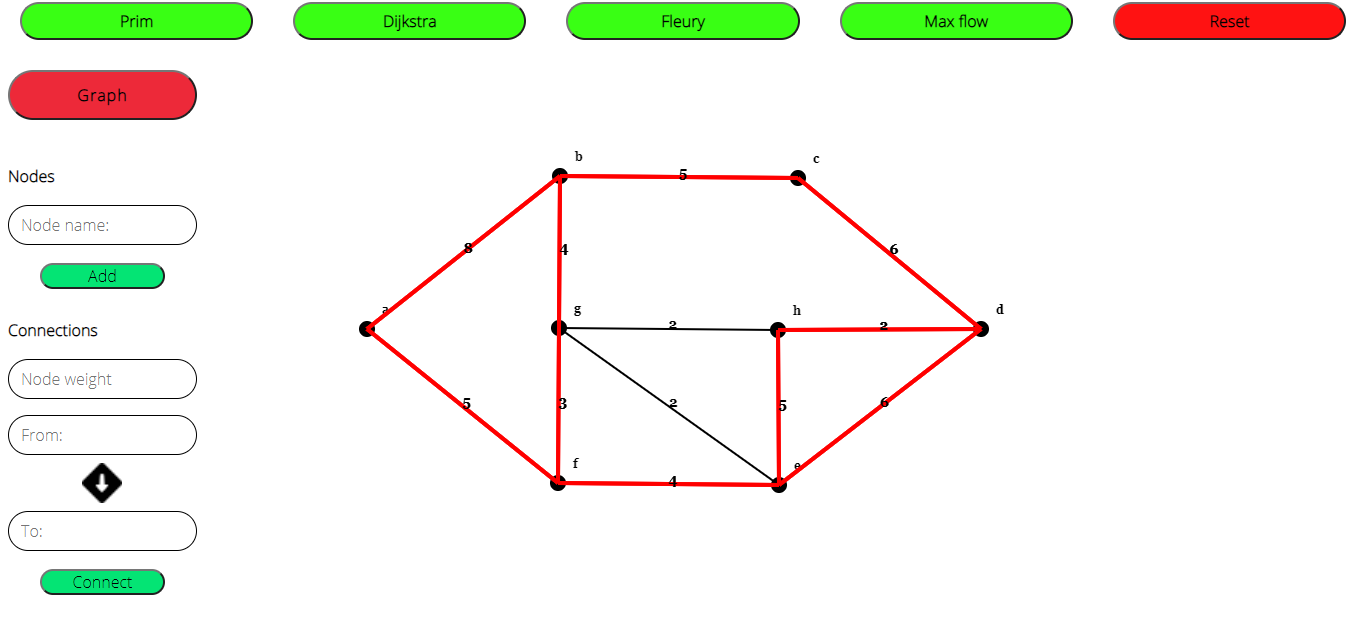 Prim
Dijkstra
Fleury
Max flow
Reset
Graph
Nodes
Node name:
Add
Connections
Node weight
From:
To:
Connect
b
c
5
8
4
6
a
g
h
d
2
2
5
3
2
5
6
f
e
4